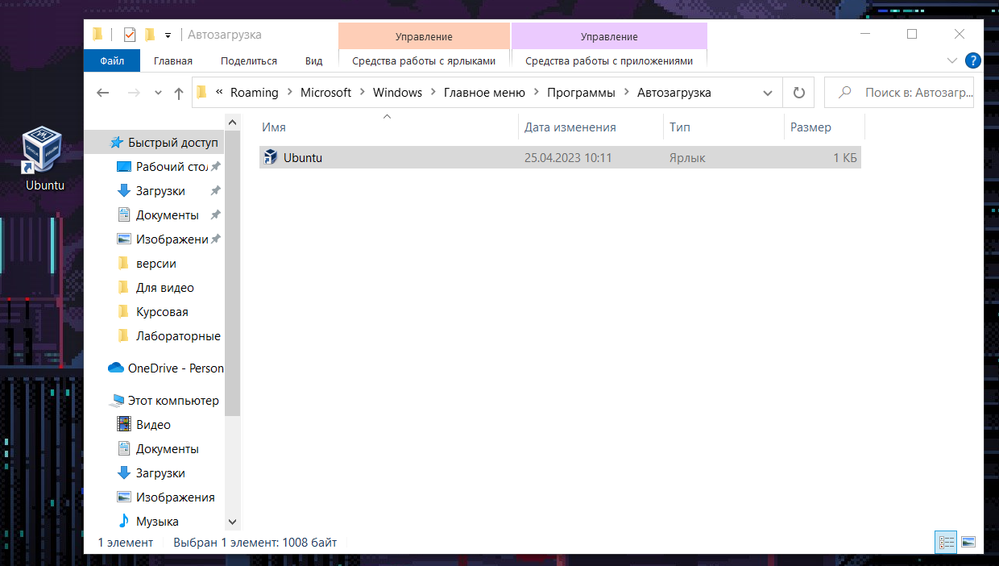 Автозагрузка
Управление
Управление
Файл
Главная
Поделиться
Вид
Средства работы с ярлыками
Средства работы с приложениями
?
« Roaming > Microsoft > Windows > Главное меню > Программы > Автозагрузка
Поиск в: Автозагр...
Ubuntu
Быстрый доступ
Рабочий стол
Загрузки
Документы
Изображени
версии
Для видео
Курсовая
Лабораторные
OneDrive - Person
Этот компьютер
Видео
Документы
Загрузки
Изображения
Музыка
Имя
Дата изменения
Тип
Размер
Ubuntu
25.04.2023 10:11
Ярлык
1 КБ
1 элемент
Выбран 1 элемент: 1008 байт